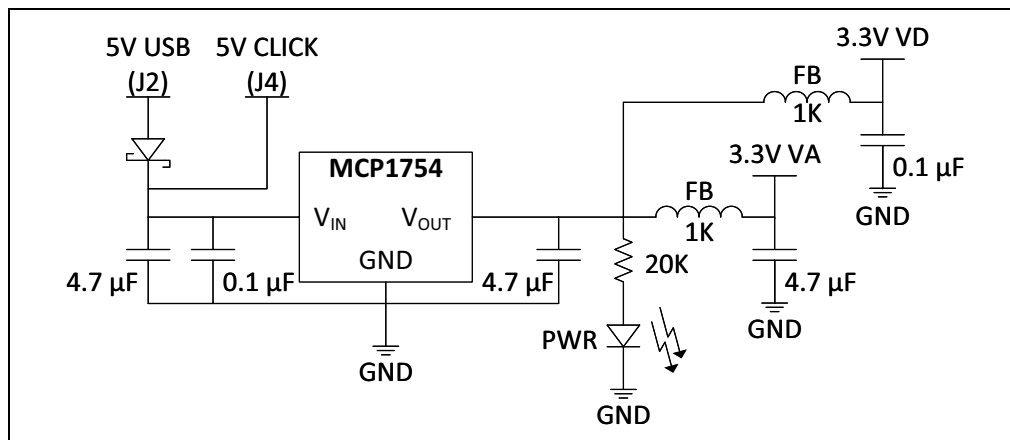 5V USB
(J2)
5V CLICK
(J4)
3.3V VD
FB
1K
0.1 µF
GND
MCP1754
V_IN
V_OUT
GND
3.3V VA
FB
1K
4.7 µF
0.1 µF
4.7 µF
20K
4.7 µF
GND
PWR
GND
GND